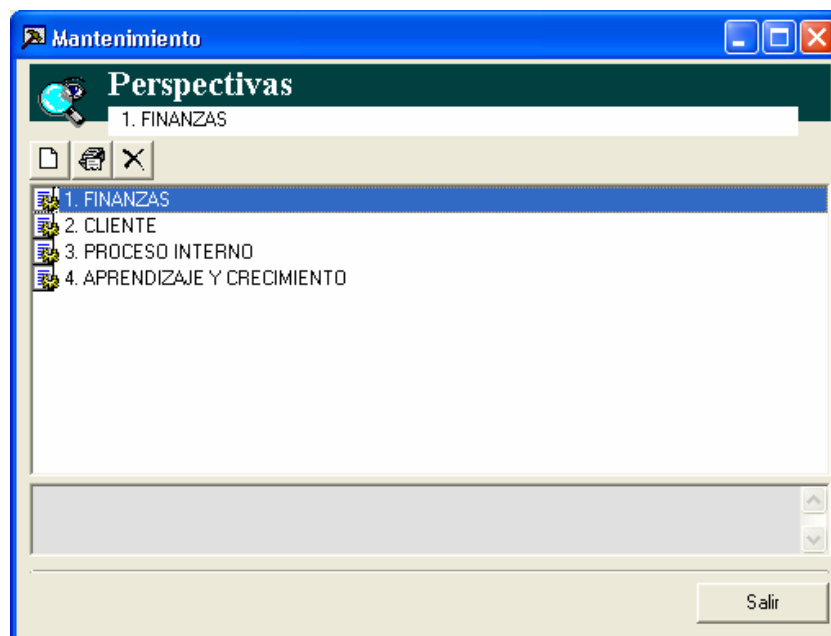 Mantenimiento
Perspectivas
1. FINANZAS
1. FINANZAS
2. CLIENTE
3. PROCESO INTERNO
4. APRENDIZAJE Y CRECIMIENTO
Salir